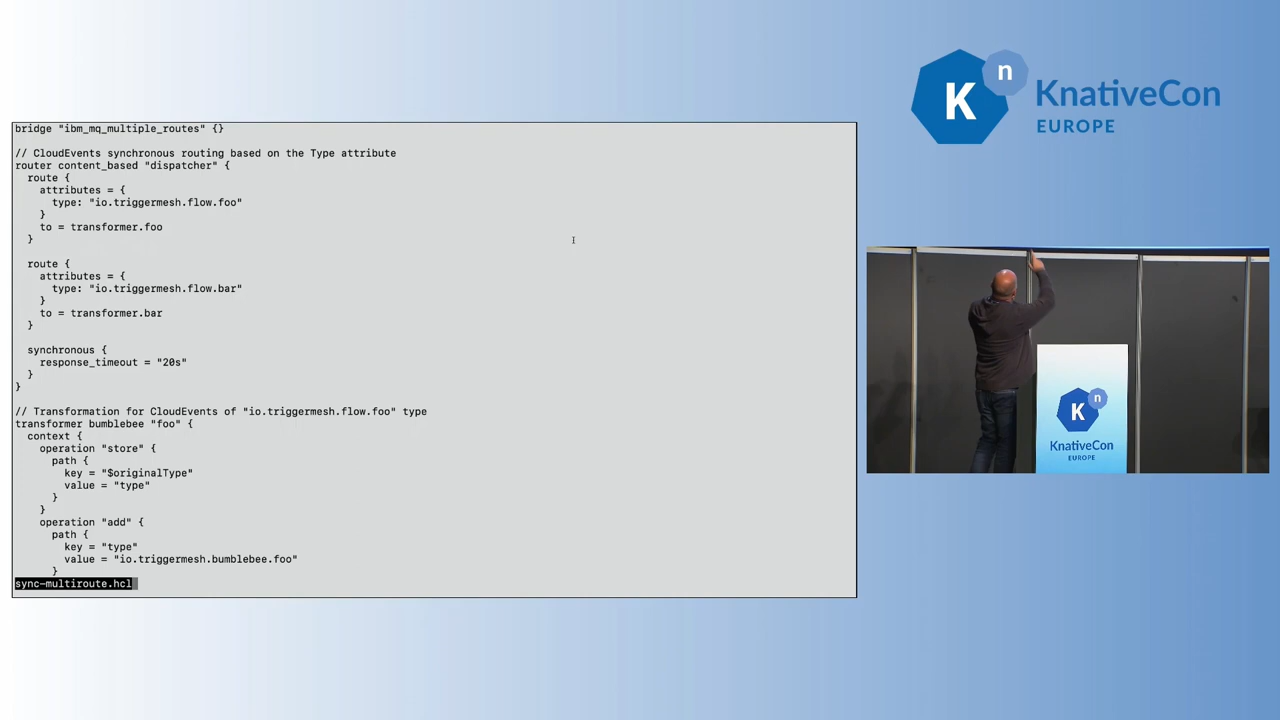 bridge "ibm_mq_multiple_routes" {}
// CloudEvents synchronous routing based on the Type attribute
router content_based "dispatcher" {
  route {
    attributes = {
      type: "io.triggermesh.flow.foo"
    }
    to = transformer.foo
  }
  route {
    attributes = {
      type: "io.triggermesh.flow.bar"
    }
    to = transformer.bar
  }
  synchronous {
    response_timeout = "20s"
  }
}
// Transformation for CloudEvents of "io.triggermesh.flow.foo" type
transformer bumblebee "foo" {
  context {
    operation "store" {
      path {
        key = "$originalType"
        value = "type"
      }
    }
    operation "add" {
      path {
        key = "type"
        value = "io.triggermesh.bumblebee.foo"
      }
sync-multiroute.hcl
K
n
KnativeCon
EUROPE
K
n
KnativeCon
EUROPE